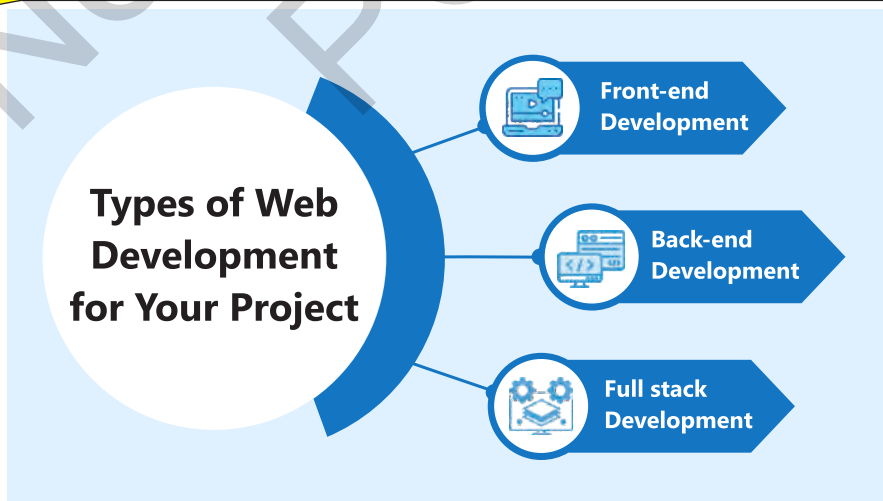 Types of Web
Development
for Your Project
Front-end
Development
Back-end
Development
Full stack
Development